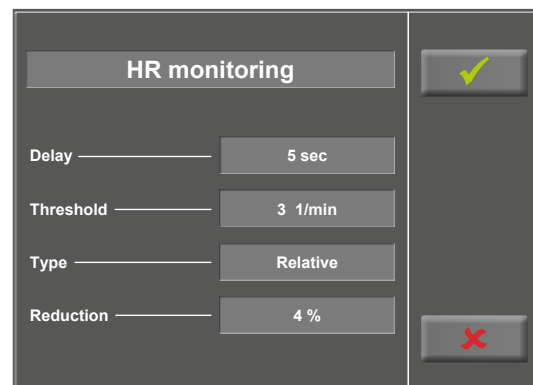 HR monitoring
Delay 5 sec
Threshold 3 1/min
Type Relative
Reduction 4 %